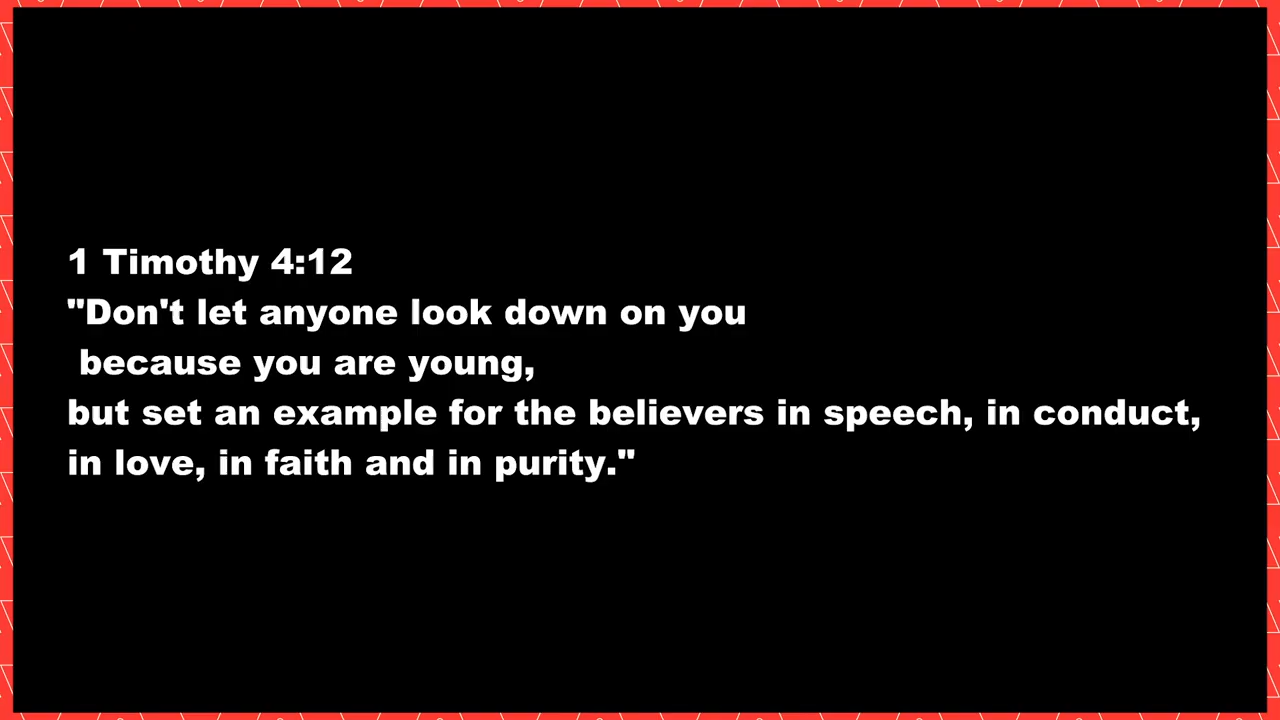 1 Timothy 4:12
"Don't let anyone look down on you
because you are young,
but set an example for the believers in speech, in conduct,
in love, in faith and in purity."